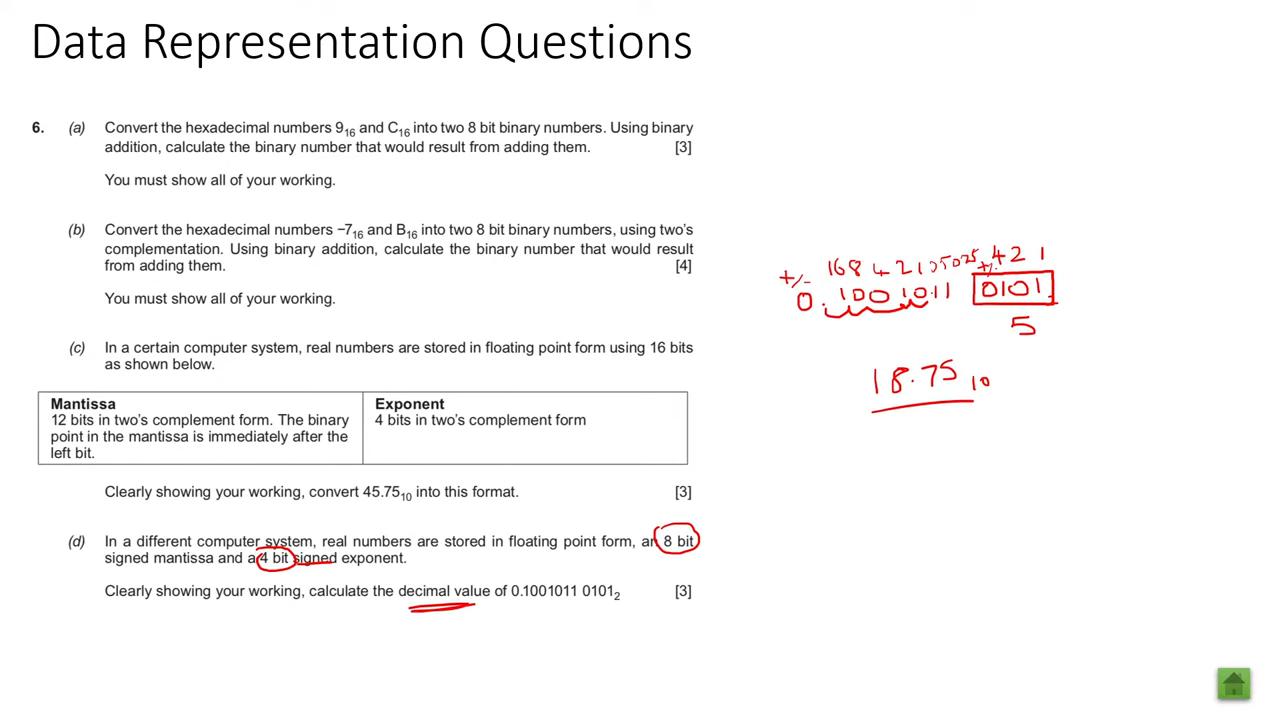 Data Representation Questions
6. (a) Convert the hexadecimal numbers 9₁₆ and C₁₆ into two 8 bit binary numbers. Using binary
addition, calculate the binary number that would result from adding them. [3]
You must show all of your working.
(b) Convert the hexadecimal numbers −7₁₆ and B₁₆ into two 8 bit binary numbers, using two's
complementation. Using binary addition, calculate the binary number that would result
from adding them. [4]
You must show all of your working.
(c) In a certain computer system, real numbers are stored in floating point form using 16 bits
as shown below.
Mantissa
12 bits in two's complement form. The binary
point in the mantissa is immediately after the
left bit.
Exponent
4 bits in two's complement form
Clearly showing your working, convert 45.75₁₀ into this format. [3]
(d) In a different computer system, real numbers are stored in floating point form, an 8 bit
signed mantissa and a 4 bit signed exponent.
Clearly showing your working, calculate the decimal value of 0.1001011 0101₂ [3]
+/- 16 8 4 2 1 0.5 0.25 +/- 4 2 1
0.10010.11 0101
5
18.75₁₀